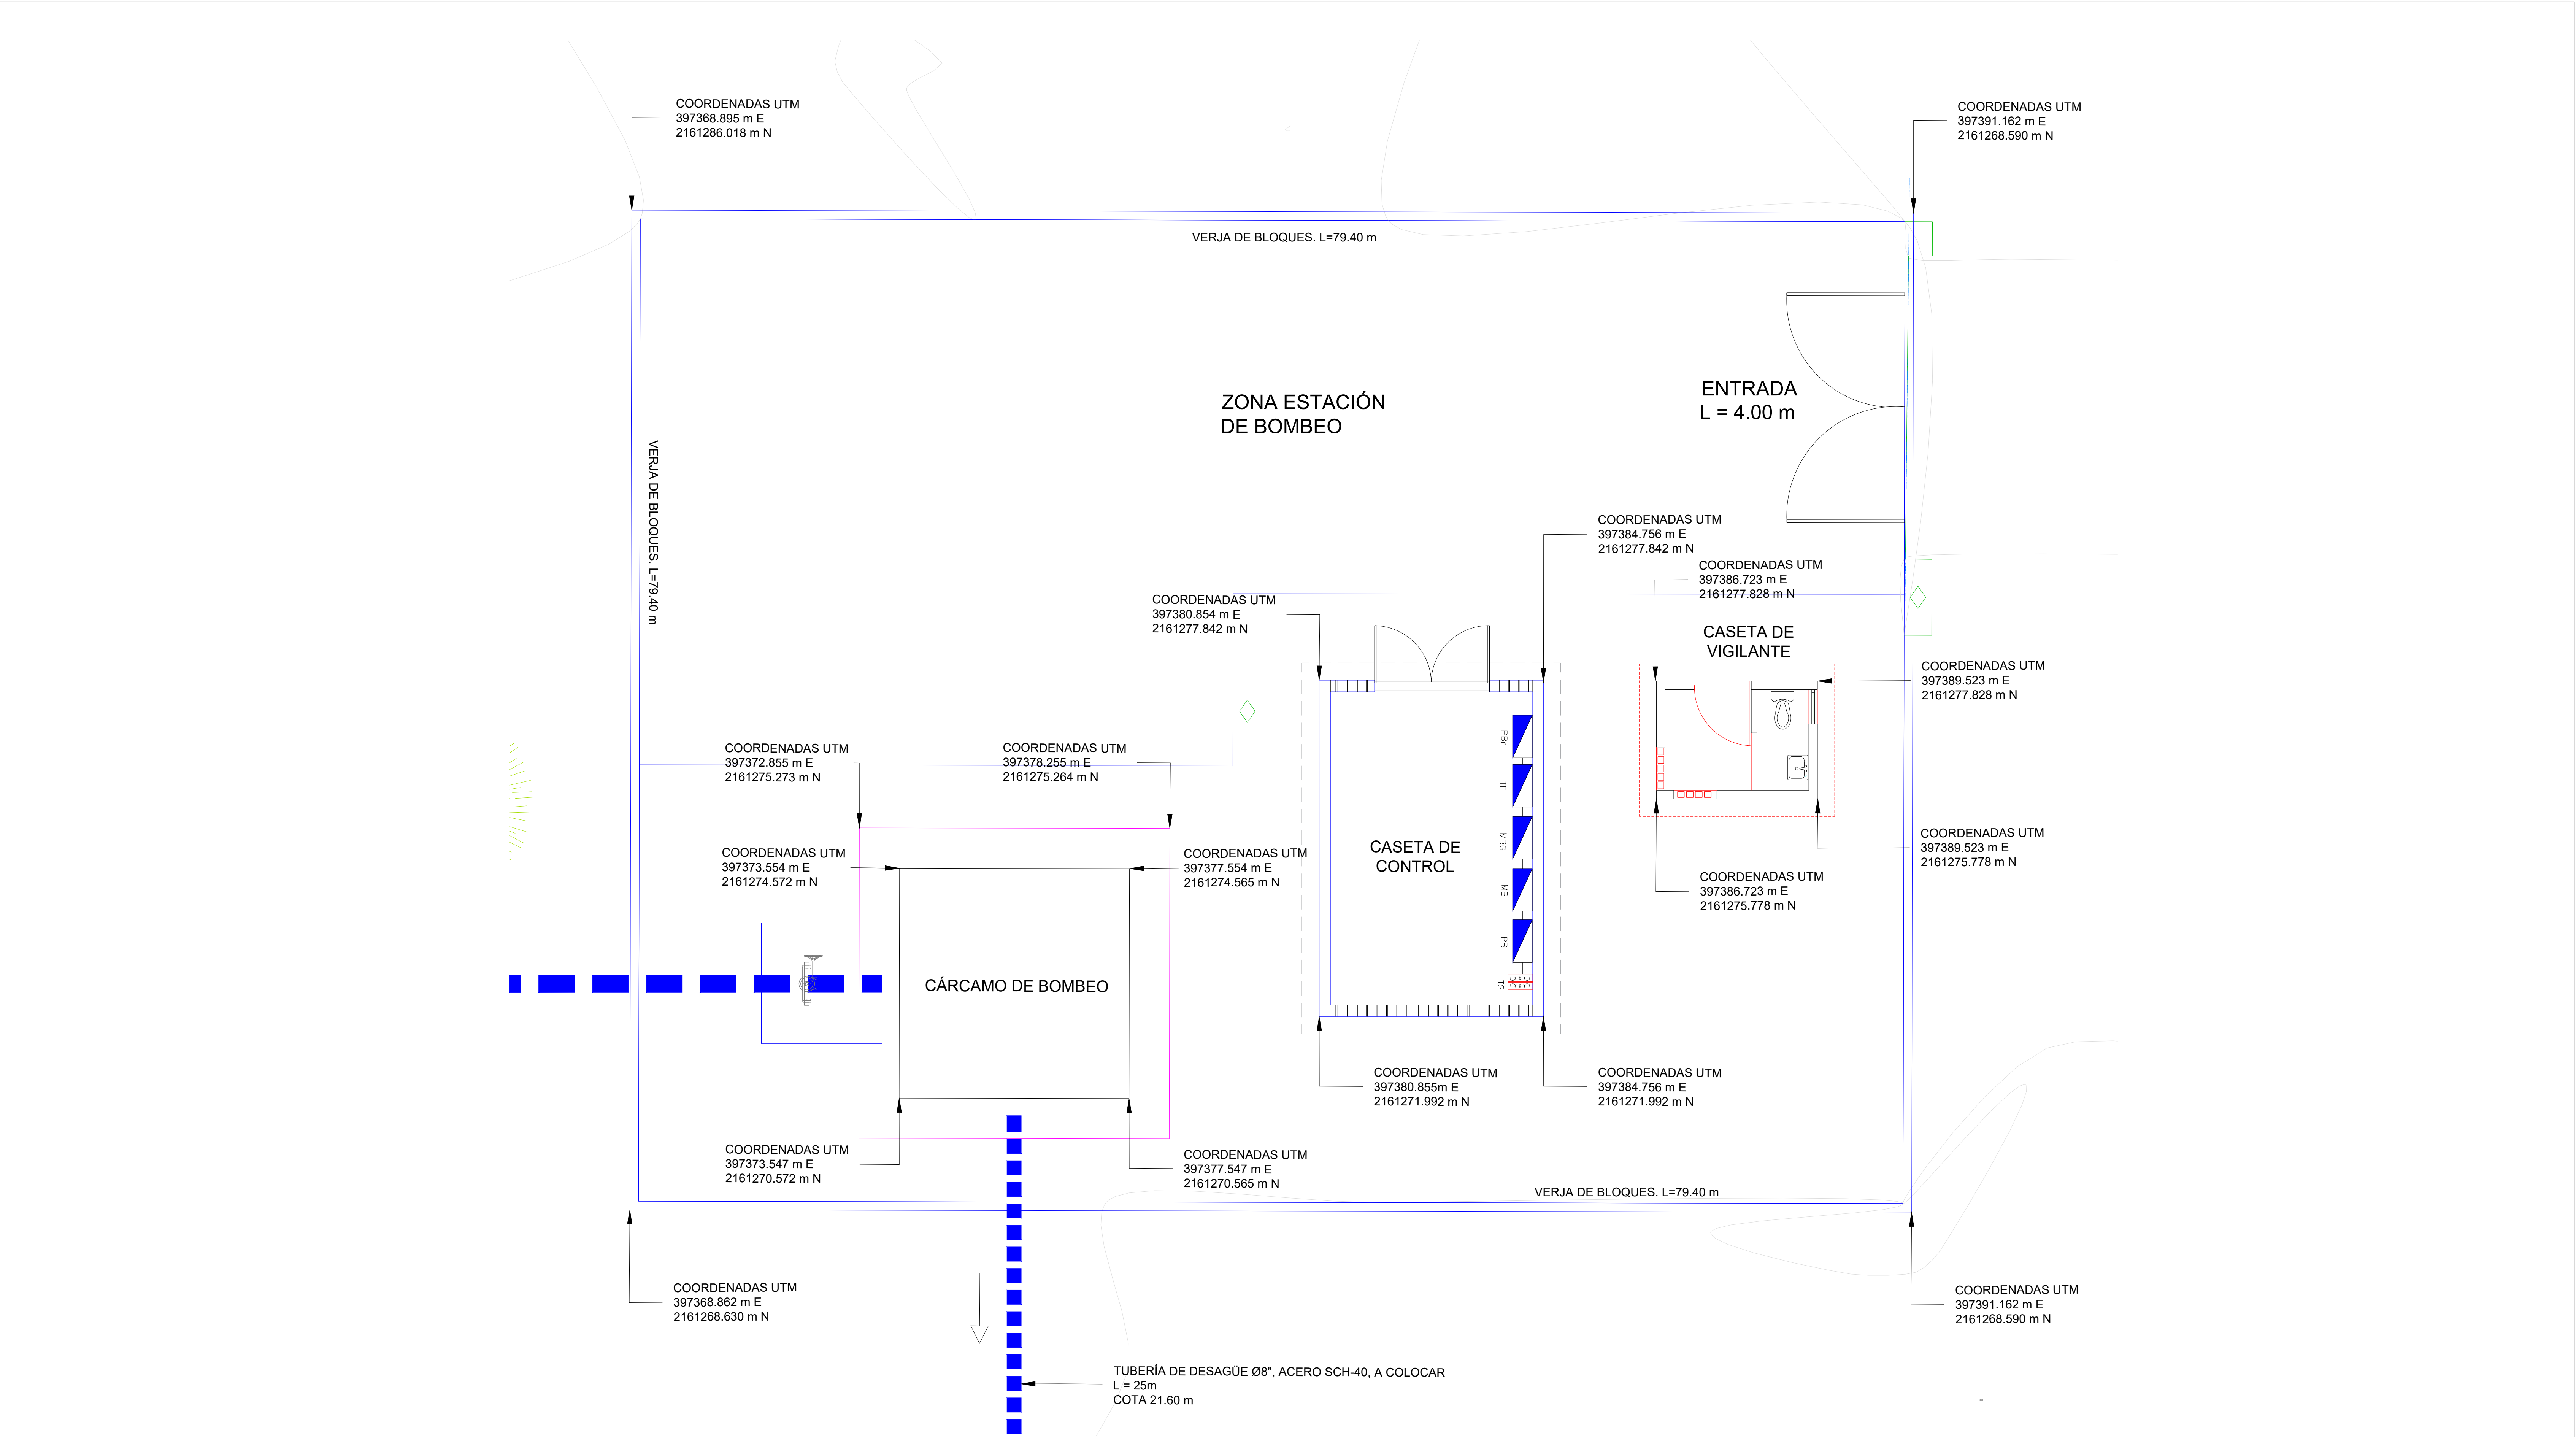 COORDENADAS UTM
397368.895 m E
2161286.018 m N
COORDENADAS UTM
397391.162 m E
2161268.590 m N
VERJA DE BLOQUES. L=79.40 m
ZONA ESTACIÓN
DE BOMBEO
ENTRADA
L = 4.00 m
VERJA DE BLOQUES. L=79.40 m
COORDENADAS UTM
397384.756 m E
2161277.842 m N
COORDENADAS UTM
397386.723 m E
2161277.828 m N
COORDENADAS UTM
397380.854 m E
2161277.842 m N
CASETA DE
VIGILANTE
COORDENADAS UTM
397389.523 m E
2161277.828 m N
COORDENADAS UTM
397372.855 m E
2161275.273 m N
COORDENADAS UTM
397378.255 m E
2161275.264 m N
PBr
TF
MBG
MB
PB
TS
CASETA DE
CONTROL
COORDENADAS UTM
397389.523 m E
2161275.778 m N
COORDENADAS UTM
397373.554 m E
2161274.572 m N
COORDENADAS UTM
397377.554 m E
2161274.565 m N
COORDENADAS UTM
397386.723 m E
2161275.778 m N
CÁRCAMO DE BOMBEO
COORDENADAS UTM
397380.855m E
2161271.992 m N
COORDENADAS UTM
397384.756 m E
2161271.992 m N
COORDENADAS UTM
397373.547 m E
2161270.572 m N
COORDENADAS UTM
397377.547 m E
2161270.565 m N
VERJA DE BLOQUES. L=79.40 m
COORDENADAS UTM
397368.862 m E
2161268.630 m N
COORDENADAS UTM
397391.162 m E
2161268.590 m N
TUBERÍA DE DESAGÜE Ø8", ACERO SCH-40, A COLOCAR
L = 25m
COTA 21.60 m